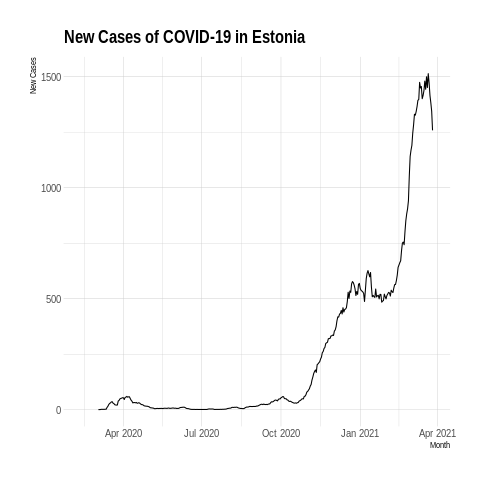 New Cases of COVID-19 in Estonia
New Cases
1500
1000
500
0
Apr 2020
Jul 2020
Oct 2020
Jan 2021
Apr 2021
Month